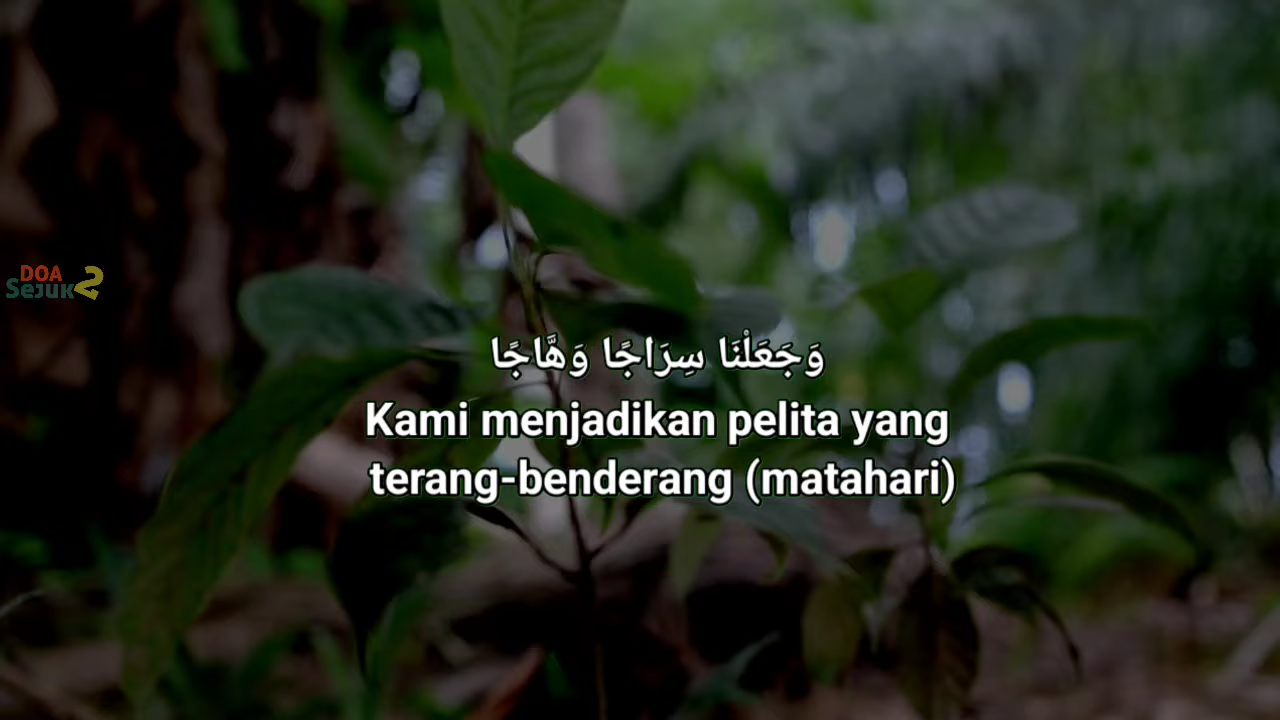 DOA
Sejuk2
وَجَعَلْنَا سِرَاجًا وَهَّاجًا
Kami menjadikan pelita yang
terang-benderang (matahari)